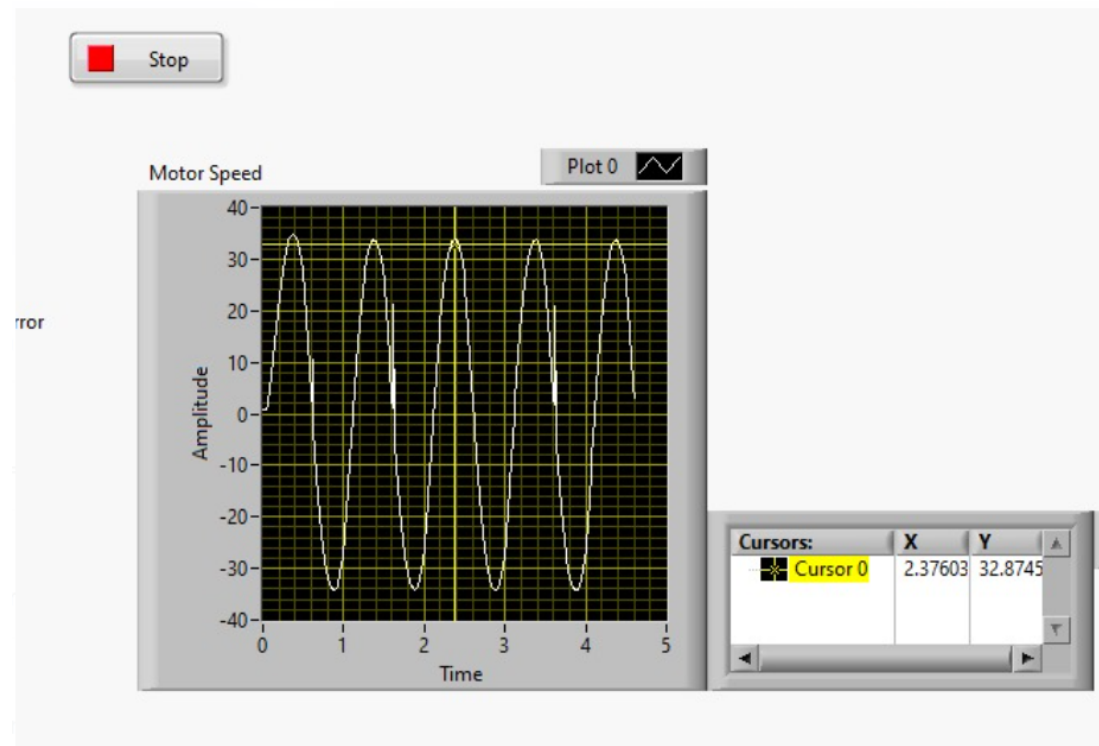 Stop
Motor Speed
Plot 0
40
30
20
10
0
-10
-20
-30
-40
Amplitude
0 1 2 3 4 5
Time
rror
Cursors: X Y
Cursor 0 2.37603 32.8745